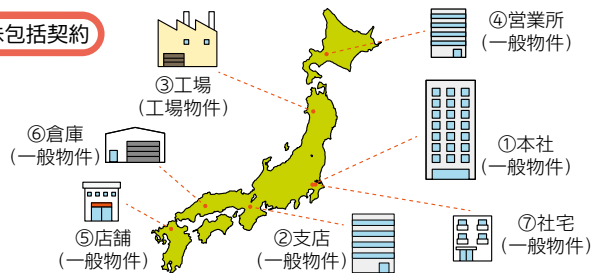 包括契約
④営業所
(一般物件)
③工場
(工場物件)
①本社
(一般物件)
⑥倉庫
(一般物件)
⑦社宅
(一般物件)
⑤店舗
(一般物件)
②支店
(一般物件)